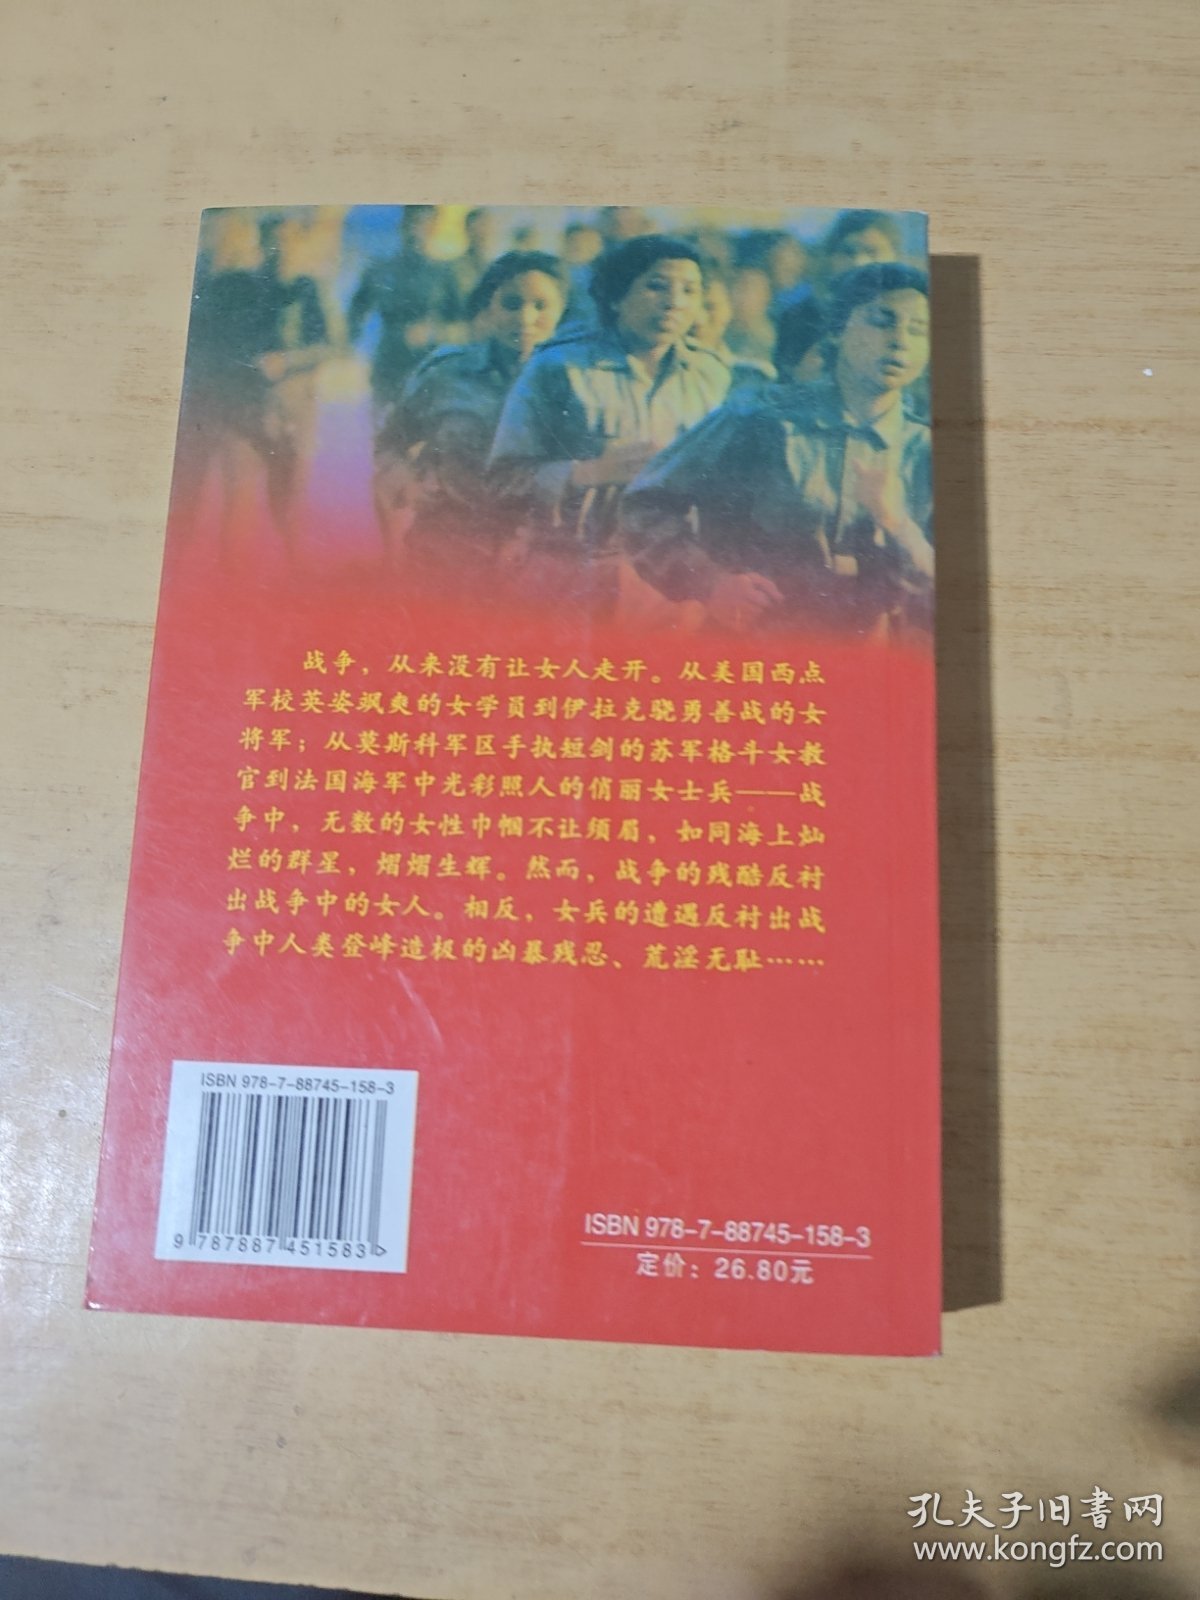 战争，从来没有让女人走开。从美国西点
军校英姿飒爽的女学员到伊拉克骁勇善战的女
将军；从莫斯科军区手执短剑的苏军格斗女教
官到法国海军中光彩照人的俏丽女士兵——战
争中，无数的女性巾帼不让须眉，如同海上灿
烂的群星，熠熠生辉。然而，战争的残酷反衬
出战争中的女人。相反，女兵的遭遇反衬出战
争中人类登峰造极的凶暴残忍、荒淫无耻……
ISBN 978-7-88745-158-3
9 787887 451583
ISBN 978-7-88745-158-3
定价：26.80元
孔夫子旧書网
www.kongfz.com